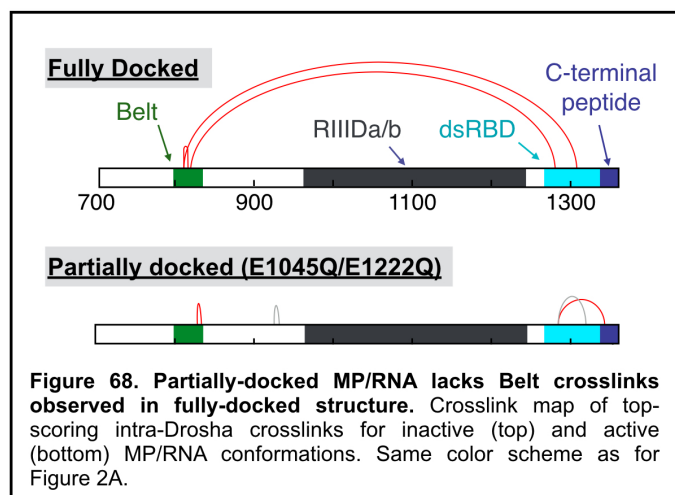 Fully Docked
C-terminal
peptide
Belt
RIIIDa/b
dsRBD
700
900
1100
1300
Partially docked (E1045Q/E1222Q)
Figure 68. Partially-docked MP/RNA lacks Belt crosslinks
observed in fully-docked structure. Crosslink map of top-
scoring intra-Drosha crosslinks for inactive (top) and active
(bottom) MP/RNA conformations. Same color scheme as for
Figure 2A.